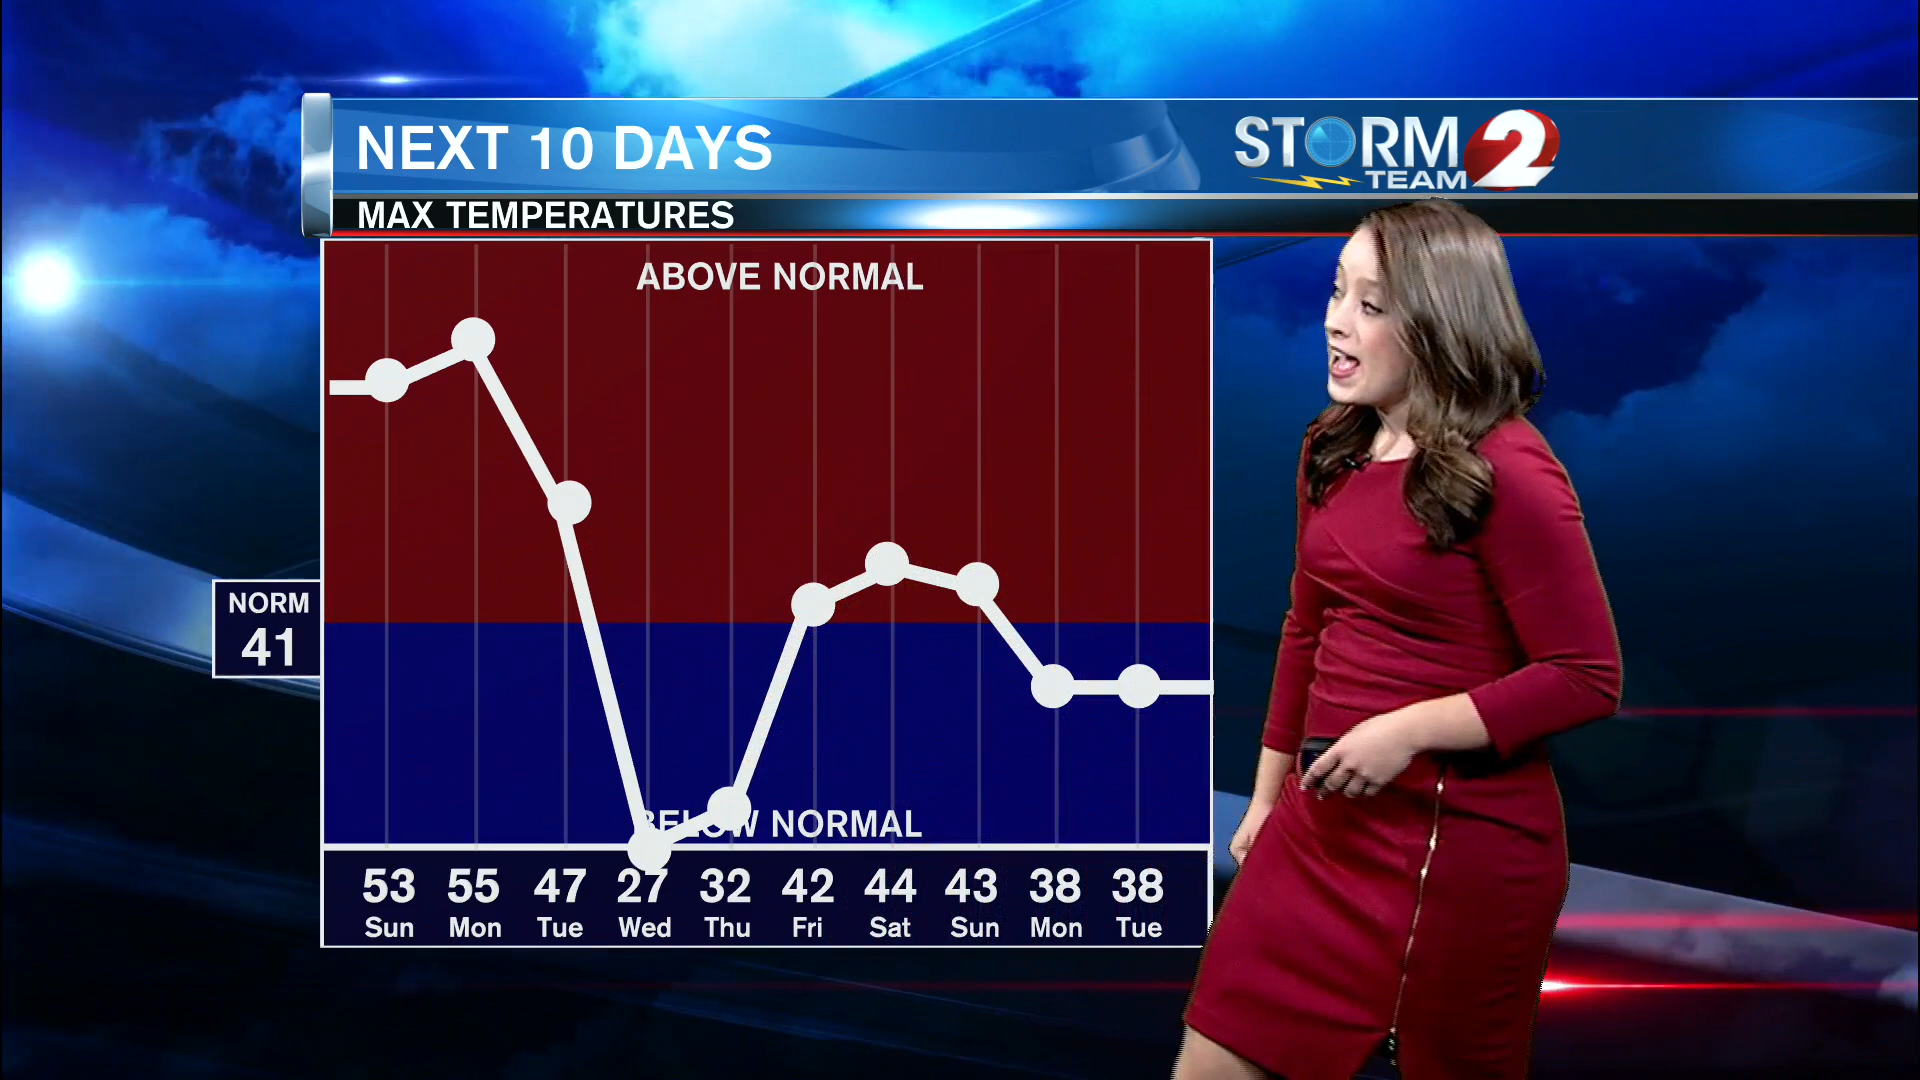 NEXT 10 DAYS
STORM
TEAM 2
MAX TEMPERATURES
ABOVE NORMAL
NORM
41
BELOW NORMAL
53 55 47 27 32 42 44 43 38 38
Sun Mon Tue Wed Thu Fri Sat Sun Mon Tue